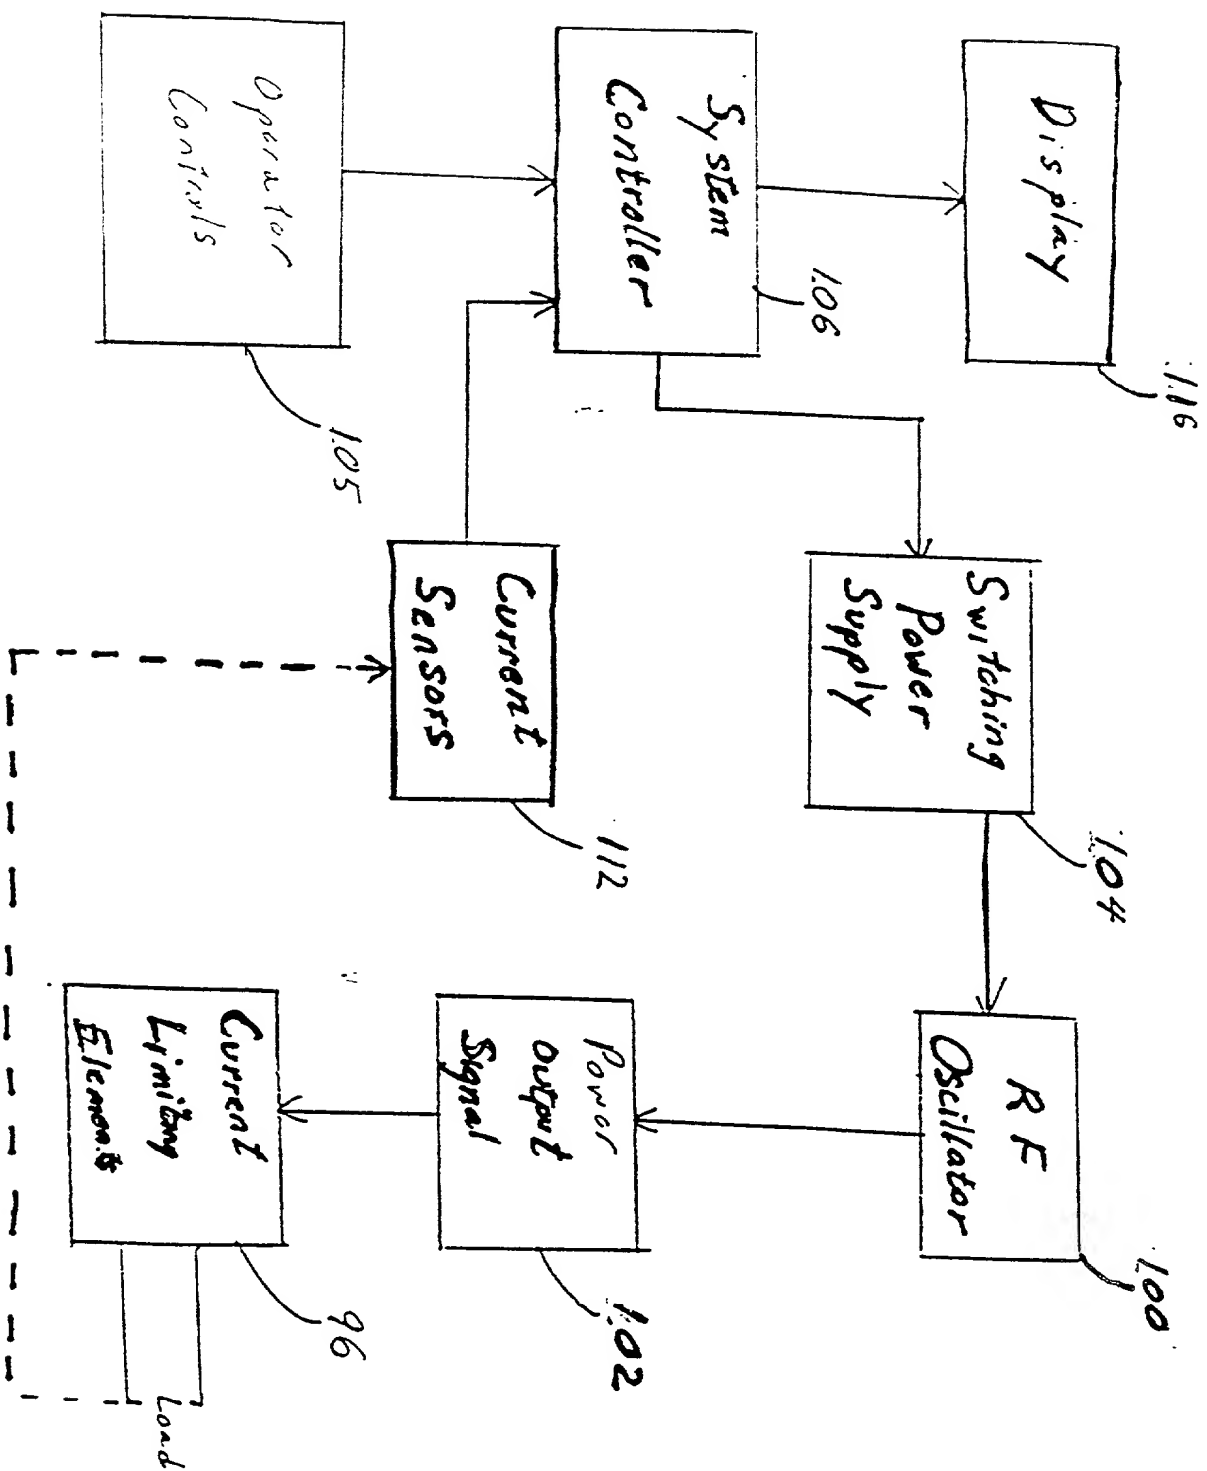 Display
116
System
Controller
106
Operator
Controls
105
Switching
Power
Supply
104
Current
Sensors
112
RF
Oscillator
100
Power
Output
Signal
102
Current
Limiting
Elements
96
Load